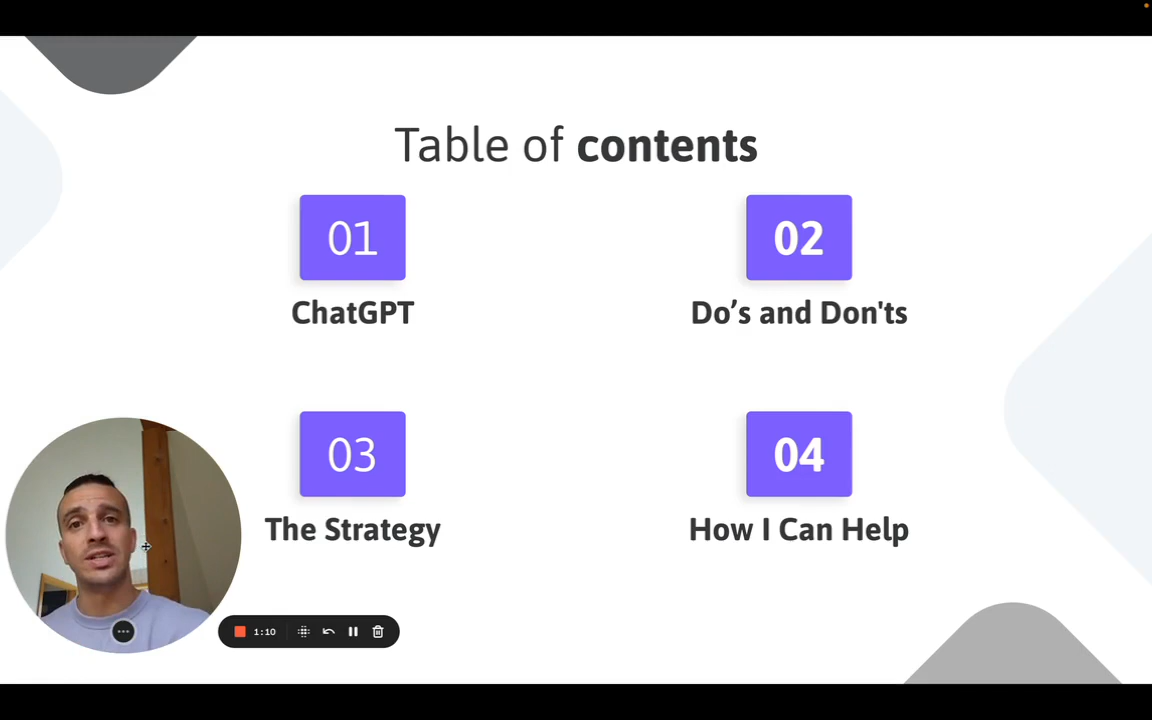 Table of contents
01
02
ChatGPT
Do’s and Don'ts
03
04
The Strategy
How I Can Help
1:10